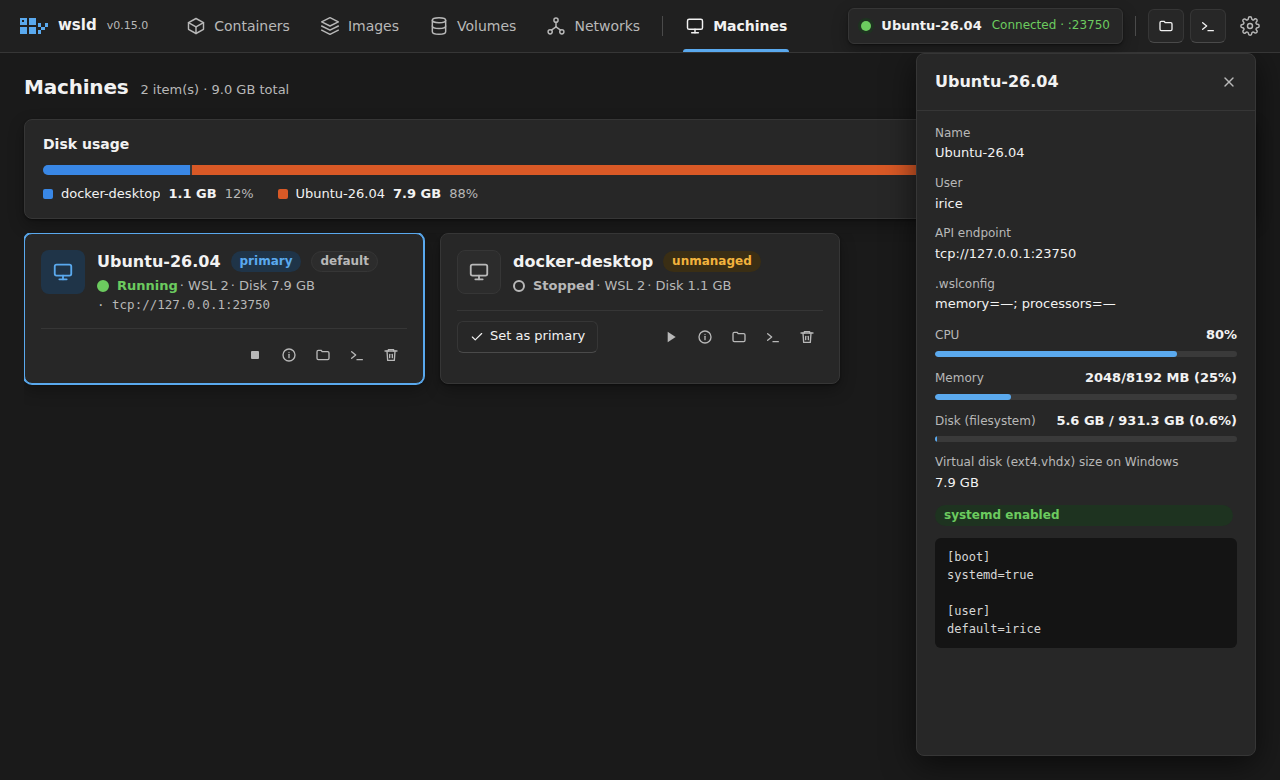 wsld v0.15.0 Containers Images Volumes Networks Machines Ubuntu-26.04 Connected · :23750
Machines 2 item(s) · 9.0 GB total
Disk usage
docker-desktop 1.1 GB 12% Ubuntu-26.04 7.9 GB 88%
Ubuntu-26.04 primary default
Running · WSL 2 · Disk 7.9 GB
· tcp://127.0.0.1:23750
docker-desktop unmanaged
Stopped · WSL 2 · Disk 1.1 GB
Set as primary
Ubuntu-26.04
Name
Ubuntu-26.04
User
irice
API endpoint
tcp://127.0.0.1:23750
.wslconfig
memory=—; processors=—
CPU 80%
Memory 2048/8192 MB (25%)
Disk (filesystem) 5.6 GB / 931.3 GB (0.6%)
Virtual disk (ext4.vhdx) size on Windows
7.9 GB
systemd enabled
[boot]
systemd=true
[user]
default=irice